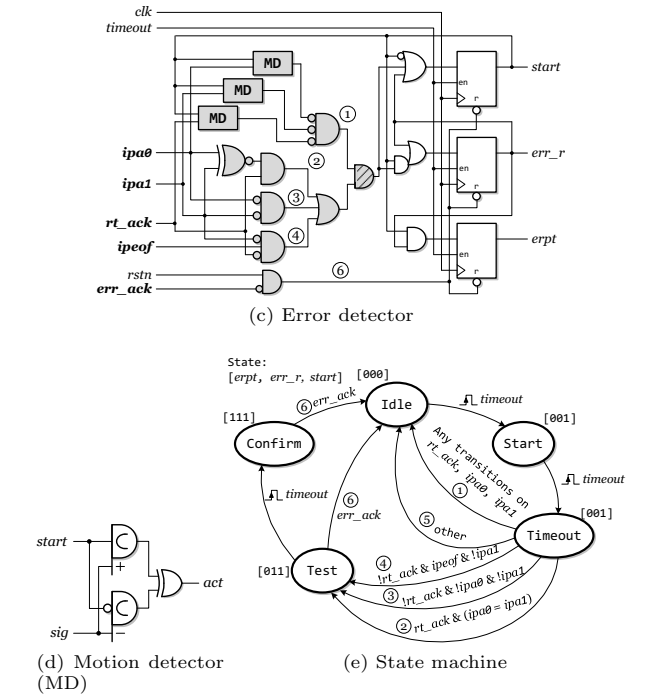 clk
timeout
MD
start
MD
MD
1
ipa0
2
err_r
ipa1
3
rt_ack
4
ipeof
erpt
rstn
6
err_ack
en
r
en
r
en
r
(c) Error detector
State:
[erpt, err_r, start]
[000]
Idle
timeout
6 err_ack
[111]
Confirm
[001]
Start
Any transitions on
rt_ack, ipa0, ipa1
1
timeout
timeout
6
err_ack
5 other
[001]
Timeout
4
!rt_ack & ipeof & !ipa1
[011]
Test
3 !rt_ack & !ipa0 & !ipa1
2 rt_ack & (ipa0 = ipa1)
start
C
+
act
C
sig
−
(d) Motion detector
(MD)
(e) State machine